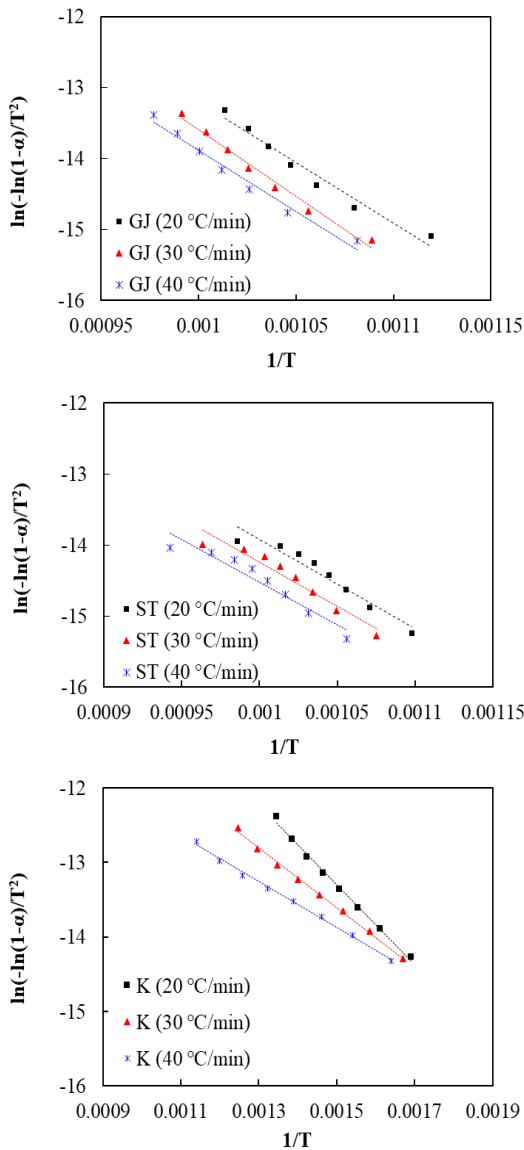 ln(-ln(1-α)/T²)
-12
-13
-14
-15
-16
GJ (20 °C/min)
GJ (30 °C/min)
GJ (40 °C/min)
0.00095 0.001 0.00105 0.0011 0.00115
1/T
ln(-ln(1-α)/T²)
-12
-13
-14
-15
-16
ST (20 °C/min)
ST (30 °C/min)
ST (40 °C/min)
0.0009 0.00095 0.001 0.00105 0.0011 0.00115
1/T
ln(-ln(1-α)/T²)
-12
-13
-14
-15
-16
K (20 °C/min)
K (30 °C/min)
K (40 °C/min)
0.0009 0.0011 0.0013 0.0015 0.0017 0.0019
1/T